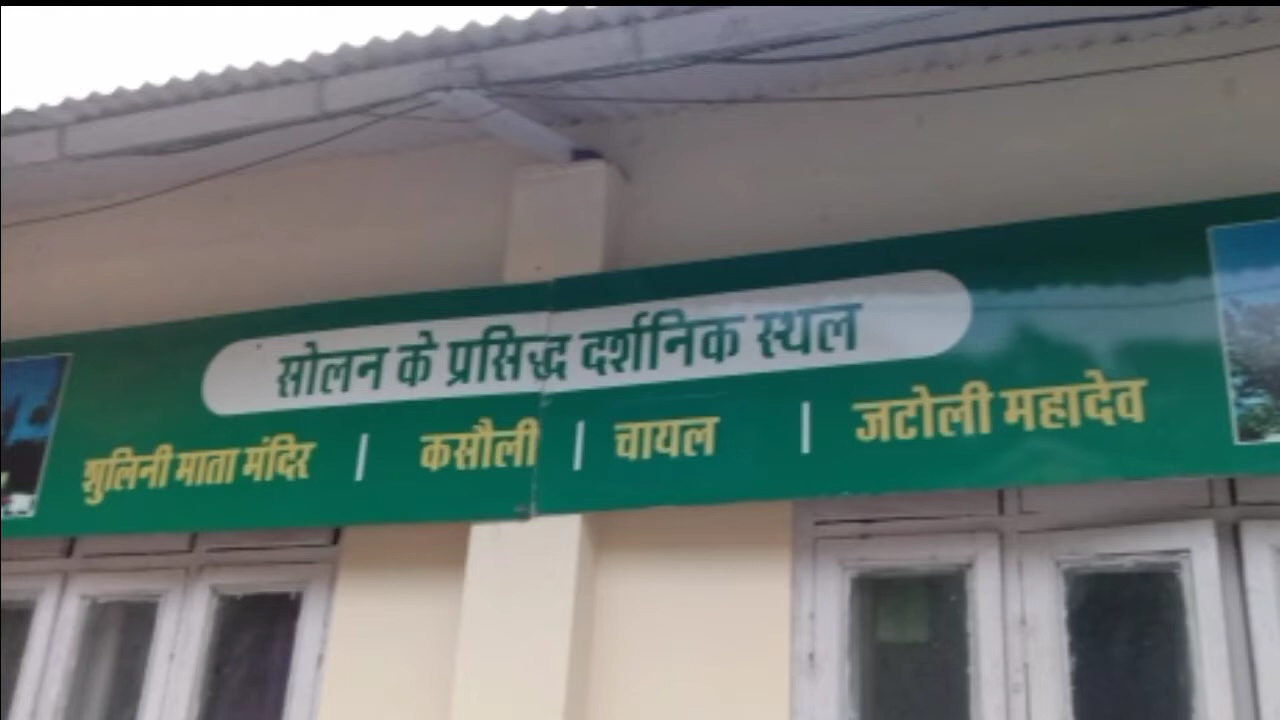 सोलन के प्रसिद्ध दर्शनिक स्थल
शुलिनी माता मंदिर | कसौली | चायल | जटोली महादेव